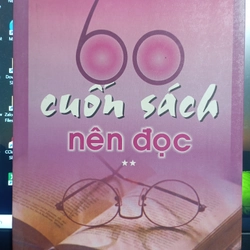 60
cuốn sách
nên đọc
**